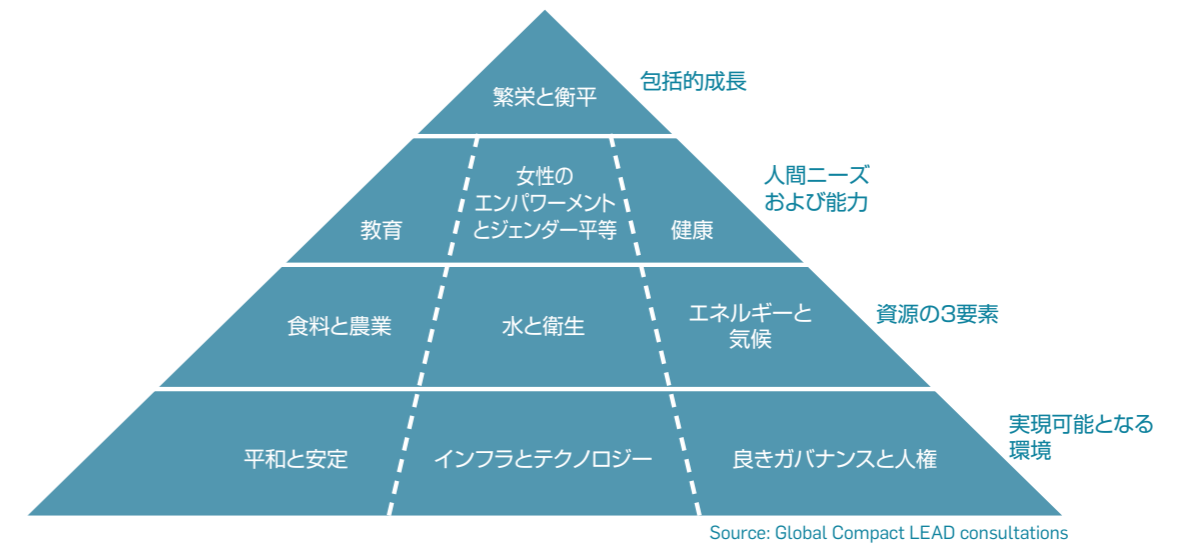 繁栄と衡平
包括的成長
教育
女性の
エンパワーメント
とジェンダー平等
健康
人間ニーズ
および能力
食料と農業
水と衛生
エネルギーと
気候
資源の3要素
平和と安定
インフラとテクノロジー
良きガバナンスと人権
実現可能となる
環境
Source: Global Compact LEAD consultations